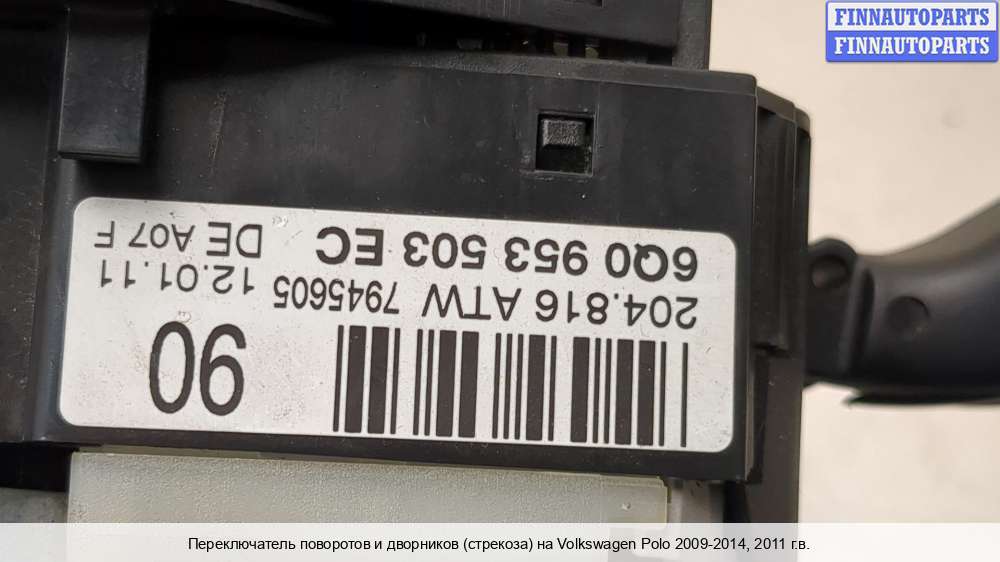 FINNAUTOPARTS
FINNAUTOPARTS
90
204.816 ATW 7945605 12.01.11
6Q0 953 503 EC DE A07 F
Переключатель поворотов и дворников (стрекоза) на Volkswagen Polo 2009-2014, 2011 г.в.